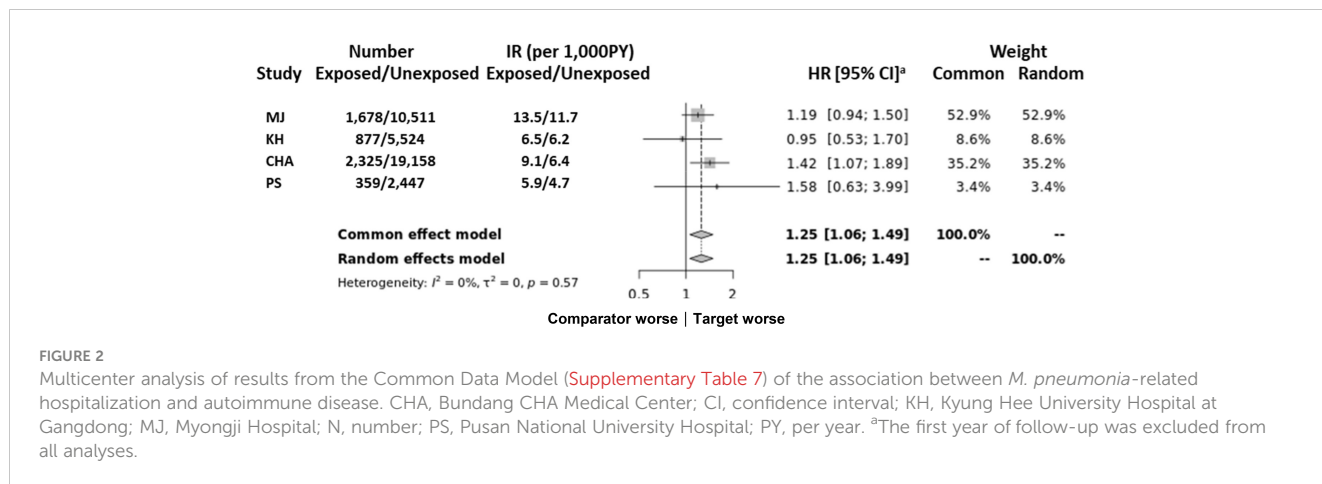 Number IR (per 1,000PY) Weight
Study Exposed/Unexposed Exposed/Unexposed HR [95% CI]ᵃ Common Random
MJ 1,678/10,511 13.5/11.7 1.19 [0.94; 1.50] 52.9% 52.9%
KH 877/5,524 6.5/6.2 0.95 [0.53; 1.70] 8.6% 8.6%
CHA 2,325/19,158 9.1/6.4 1.42 [1.07; 1.89] 35.2% 35.2%
PS 359/2,447 5.9/4.7 1.58 [0.63; 3.99] 3.4% 3.4%
Common effect model 1.25 [1.06; 1.49] 100.0% --
Random effects model 1.25 [1.06; 1.49] -- 100.0%
Heterogeneity: I² = 0%, τ² = 0, p = 0.57
0.5 1 2
Comparator worse | Target worse
FIGURE 2
Multicenter analysis of results from the Common Data Model (Supplementary Table 7) of the association between M. pneumonia-related
hospitalization and autoimmune disease. CHA, Bundang CHA Medical Center; CI, confidence interval; KH, Kyung Hee University Hospital at
Gangdong; MJ, Myongji Hospital; N, number; PS, Pusan National University Hospital; PY, per year. ᵃThe first year of follow-up was excluded from
all analyses.